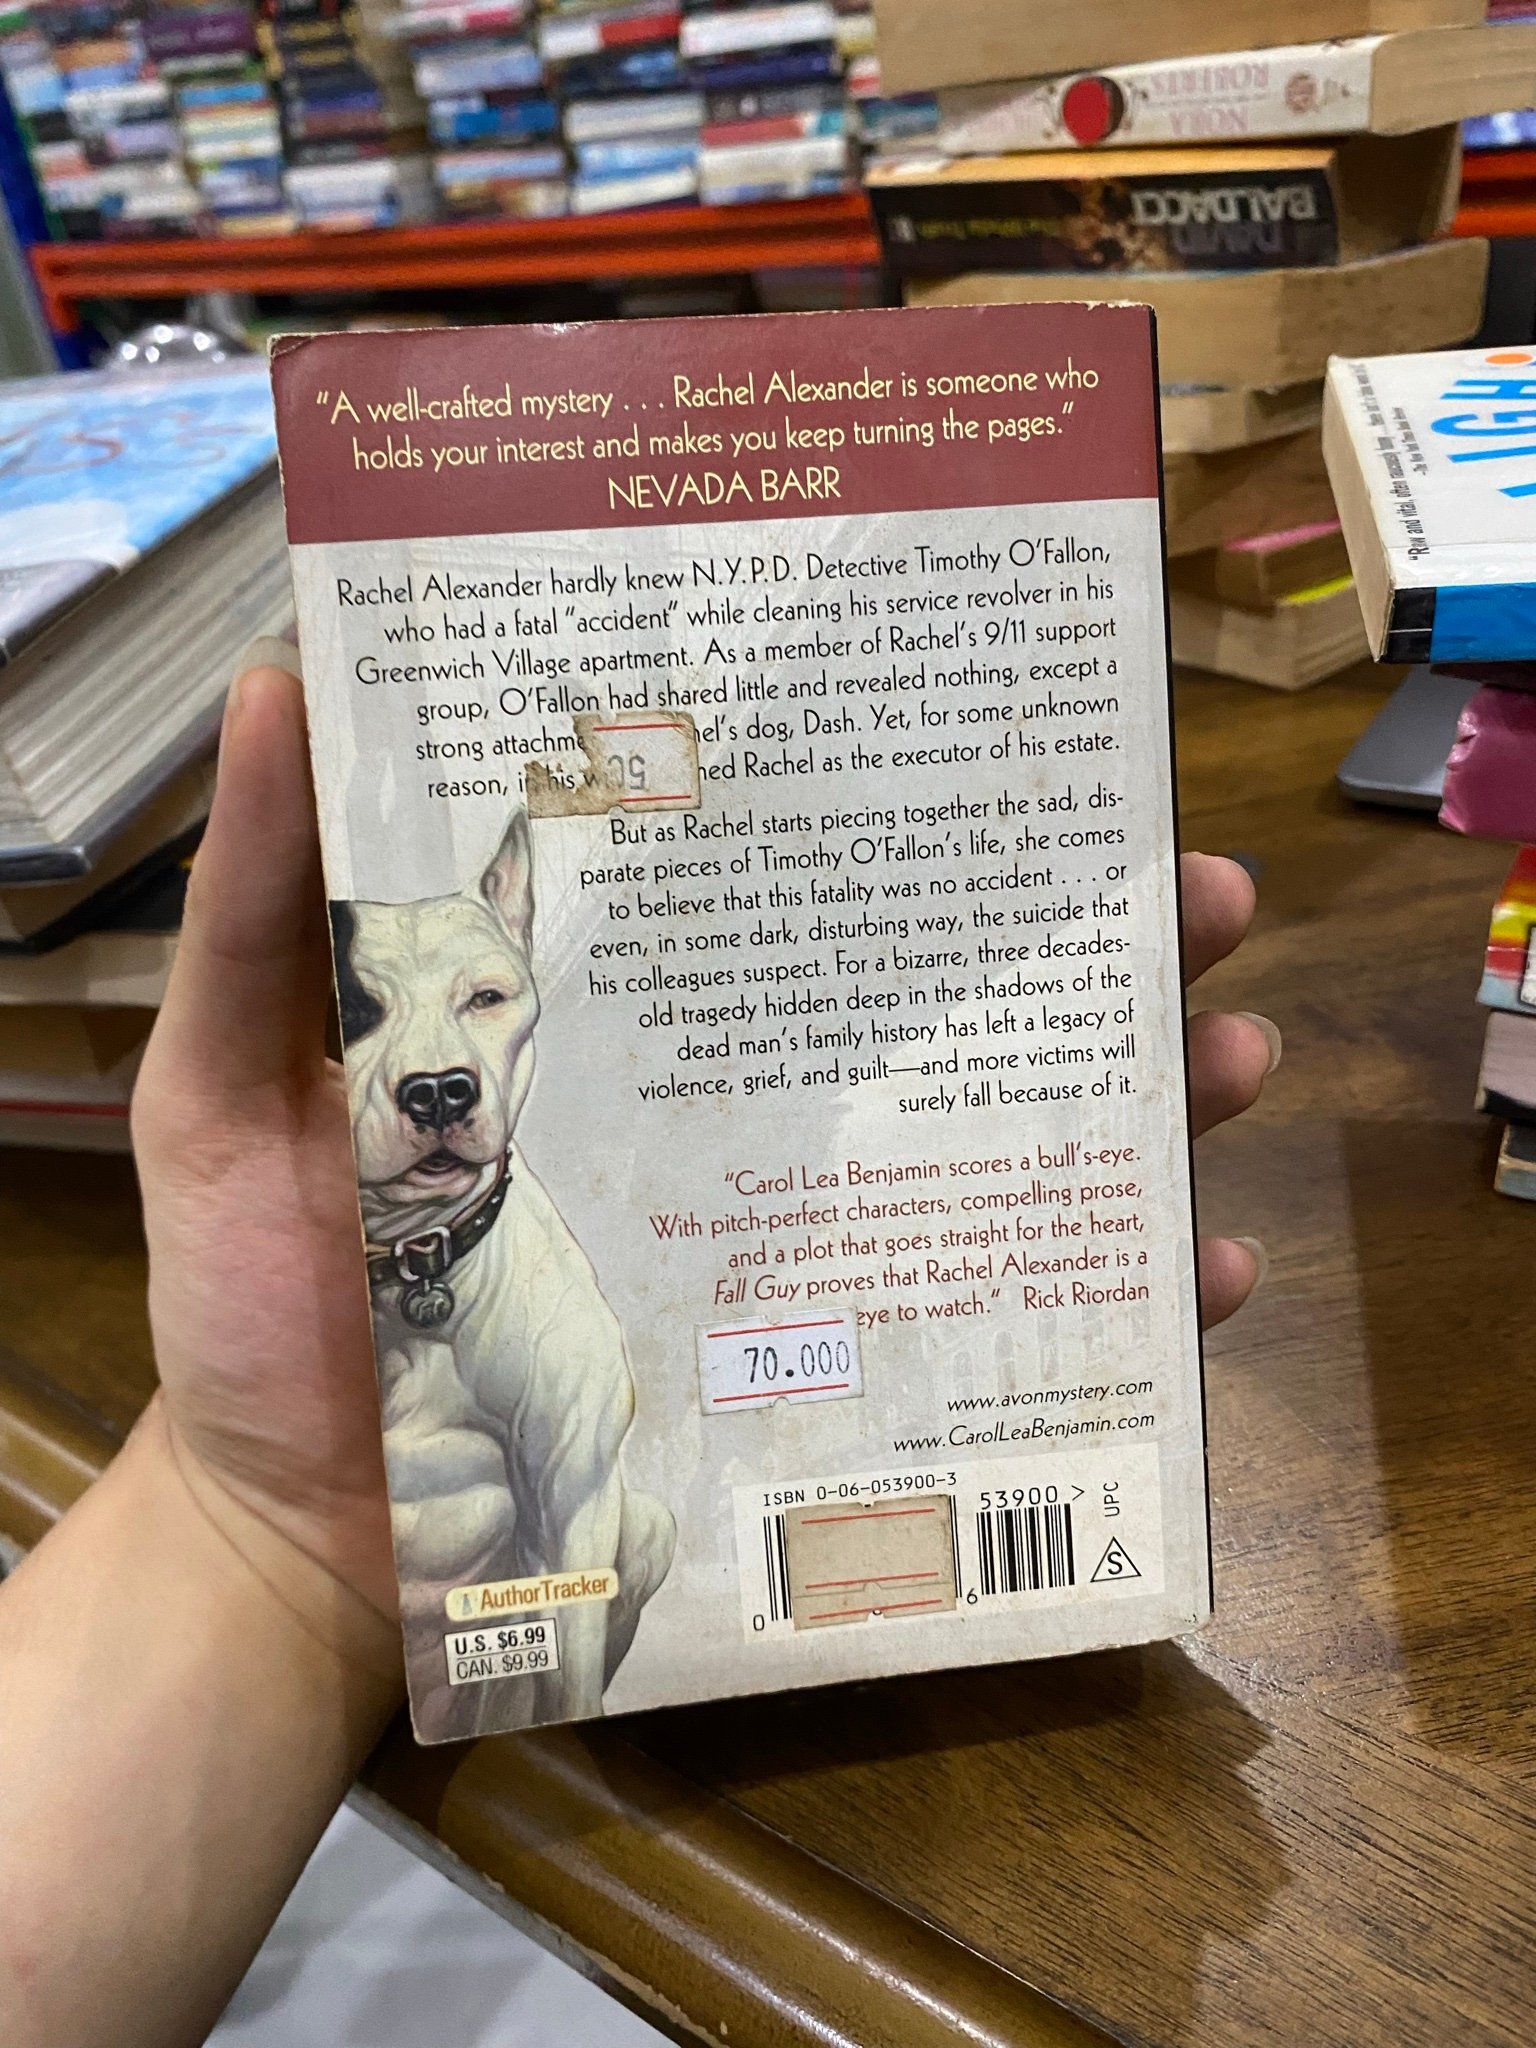 NORA
ROBERTS
DAVID
BALDACCI
"A well-crafted mystery . . . Rachel Alexander is someone who
holds your interest and makes you keep turning the pages."
NEVADA BARR
Rachel Alexander hardly knew N.Y.P.D. Detective Timothy O'Fallon,
who had a fatal "accident" while cleaning his service revolver in his
Greenwich Village apartment. As a member of Rachel's 9/11 support
group, O'Fallon had shared little and revealed nothing, except a
strong attachme hel's dog, Dash. Yet, for some unknown
reason, in his w ned Rachel as the executor of his estate.
But as Rachel starts piecing together the sad, dis-
parate pieces of Timothy O'Fallon's life, she comes
to believe that this fatality was no accident . . . or
even, in some dark, disturbing way, the suicide that
his colleagues suspect. For a bizarre, three decades-
old tragedy hidden deep in the shadows of the
dead man's family history has left a legacy of
violence, grief, and guilt—and more victims will
surely fall because of it.
"Carol Lea Benjamin scores a bull's-eye.
With pitch-perfect characters, compelling prose,
and a plot that goes straight for the heart,
Fall Guy proves that Rachel Alexander is a
eye to watch." Rick Riordan
70.000
www.avonmystery.com
www.CarolLeaBenjamin.com
ISBN 0-06-053900-3
53900 >
UPC
S
0
6
AuthorTracker
U.S. $6.99
CAN. $9.99